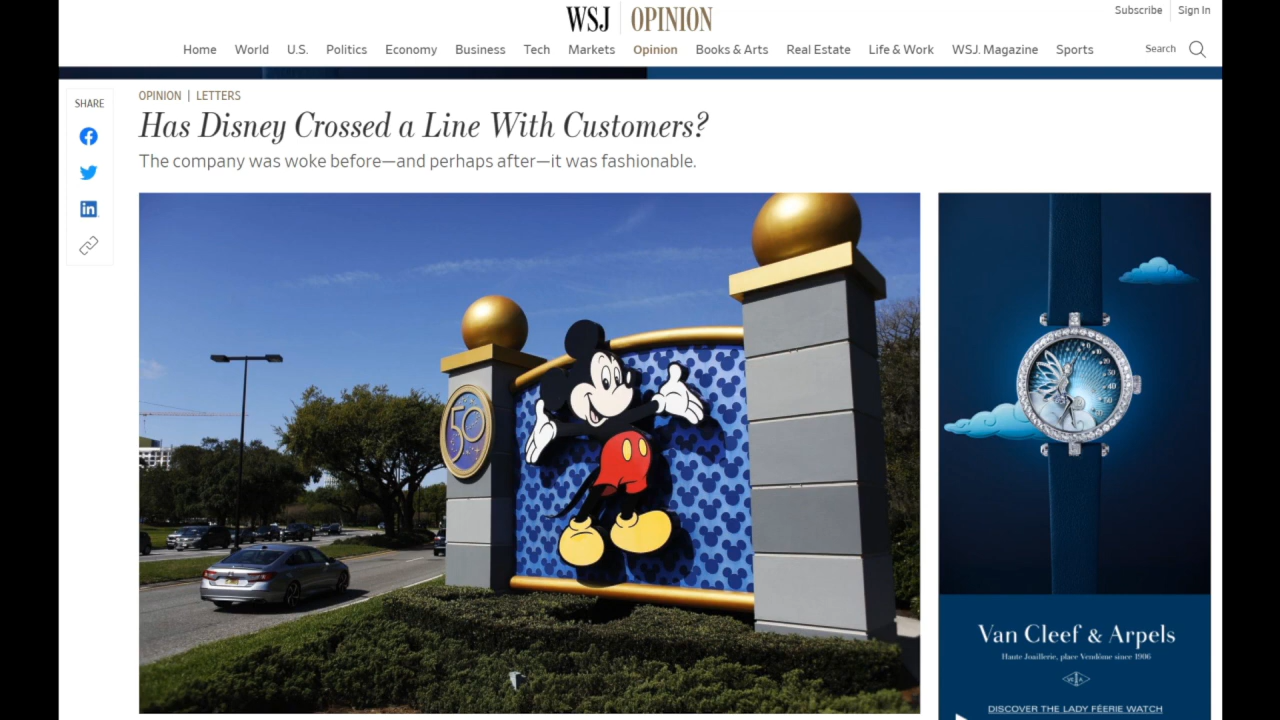 WSJ OPINION
Subscribe Sign In
Home World U.S. Politics Economy Business Tech Markets Opinion Books & Arts Real Estate Life & Work WSJ. Magazine Sports Search
SHARE
OPINION | LETTERS
Has Disney Crossed a Line With Customers?
The company was woke before—and perhaps after—it was fashionable.
50
Van Cleef & Arpels
Haute Joaillerie, place Vendôme since 1906
DISCOVER THE LADY FÉERIE WATCH